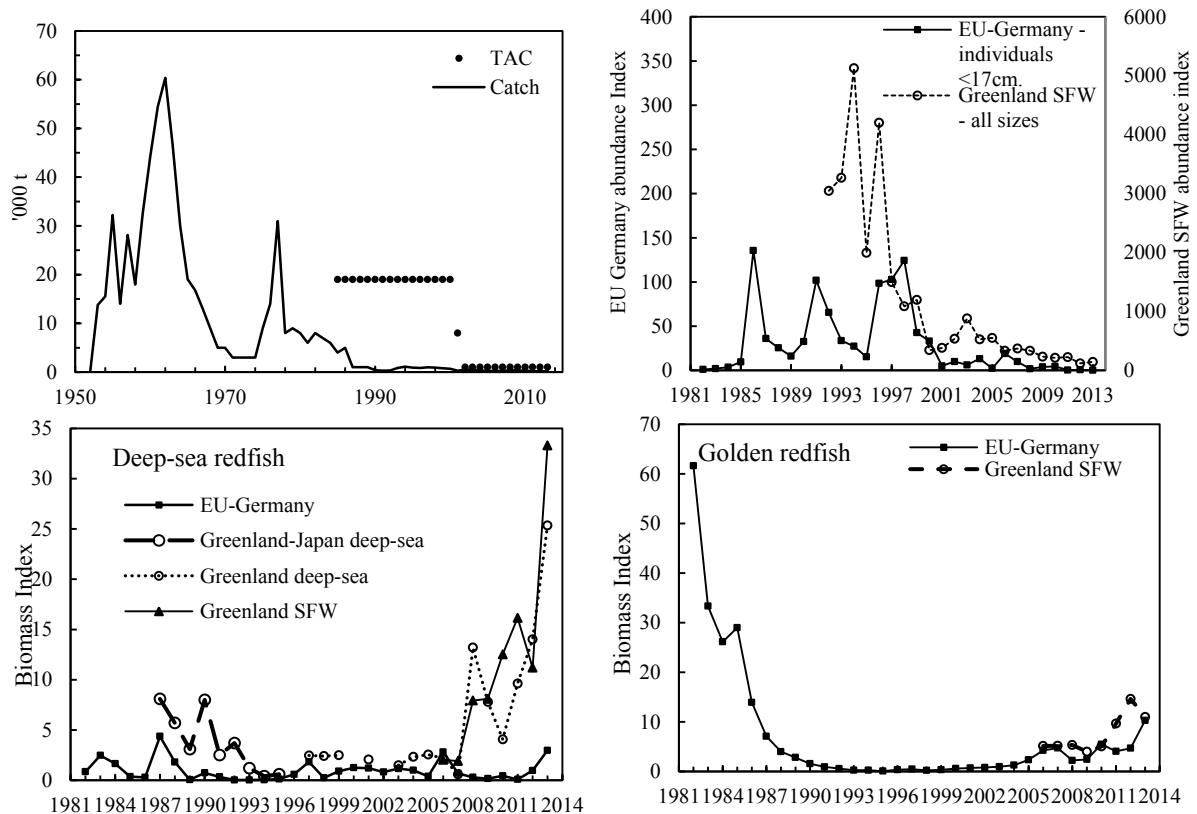 70
60
50
40
30
20
10
0
'000 t
TAC
Catch
1950
1970
1990
2010
400
350
300
250
200
150
100
50
0
EU Germany abundance Index
EU-Germany -
individuals
<17cm.
Greenland SFW
- all sizes
6000
5000
4000
3000
2000
1000
0
Greenland SFW abundance index
1981 1985 1989 1993 1997 2001 2005 2009 2013
35
30
25
20
15
10
5
0
Biomass Index
Deep-sea redfish
EU-Germany
Greenland-Japan deep-sea
Greenland deep-sea
Greenland SFW
1981 1984 1987 1990 1993 1996 1999 2002 2005 2008 2011 2014
70
60
50
40
30
20
10
0
Biomass Index
Golden redfish
EU-Germany
Greenland SFW
1981 1984 1987 1990 1993 1996 1999 2002 2005 2008 2011 2014